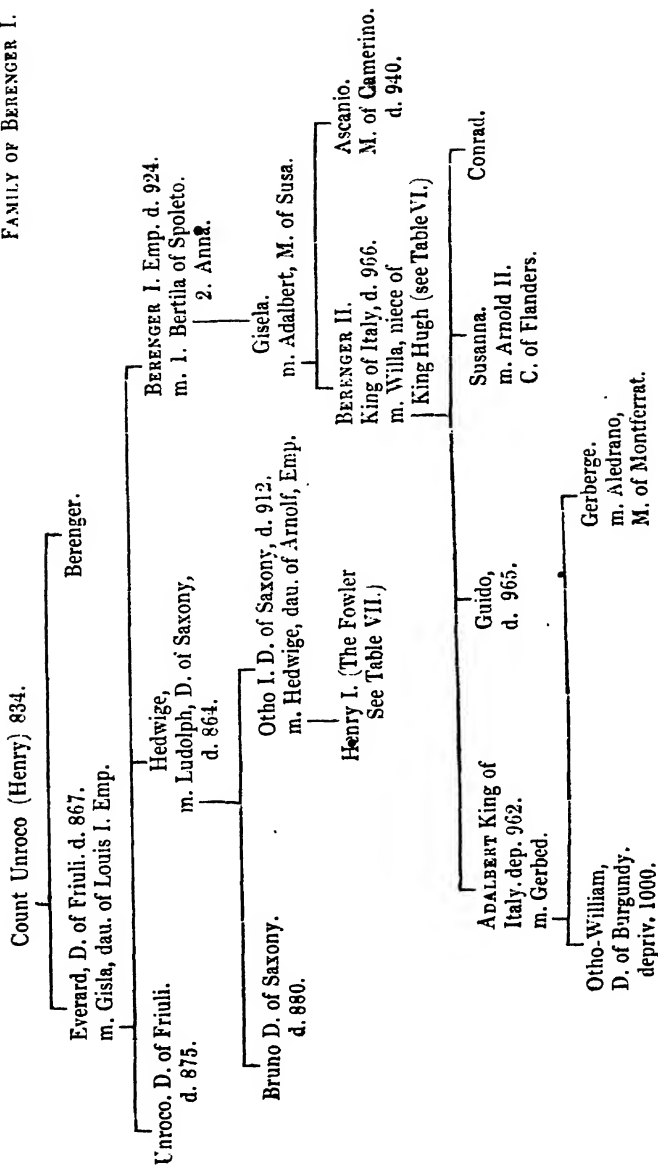 FAMILY OF BERENGER I.
Count Unroco (Henry) 834.
Everard, D. of Friuli. d. 867.
m. Gisla, dau. of Louis I. Emp.
Berenger.
Unroco. D. of Friuli.
d. 875.
Hedwige,
m. Ludolph, D. of Saxony,
d. 864.
BERENGER I. Emp. d. 924.
m. 1. Bertila of Spoleto.
2. Anna.
Bruno D. of Saxony.
d. 880.
Otho I. D. of Saxony, d. 912.
m. Hedwige, dau. of Arnolf, Emp.
Gisela.
m. Adalbert, M. of Susa.
Henry I. (The Fowler
See Table VII.)
BERENGER II.
King of Italy, d. 966.
m. Willa, niece of
King Hugh (see Table VI.)
Ascanio.
M. of Camerino.
d. 940.
ADALBERT King of
Italy. dep. 962.
m. Gerbed.
Guido,
d. 965.
Susanna.
m. Arnold II.
C. of Flanders.
Conrad.
Otho-William,
D. of Burgundy.
depriv. 1000.
Gerberge.
m. Aledrano,
M. of Montferrat.